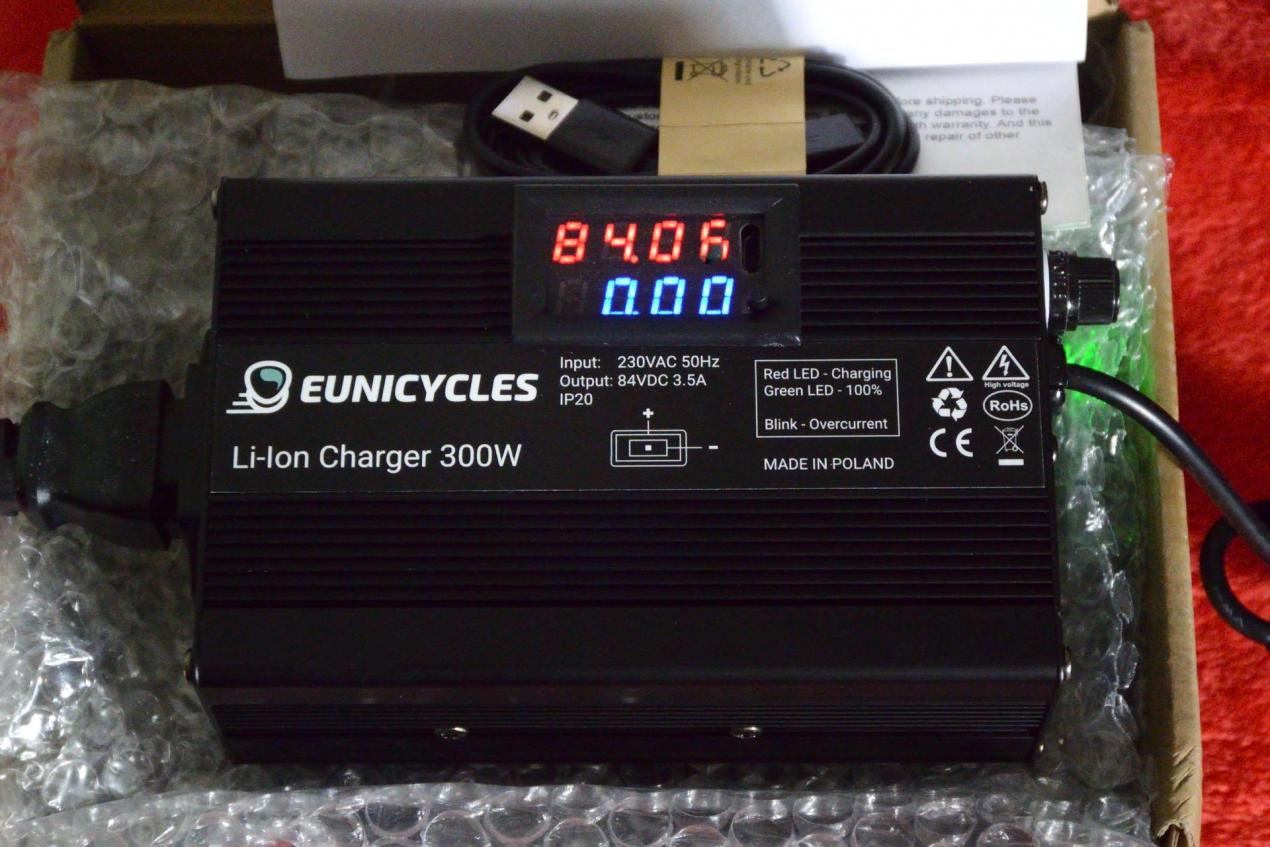 ore shipping. Please
ny damages to the
h warranty. And this
repair of other
84.06
0.00
EUNICYCLES
Li-Ion Charger 300W
Input: 230VAC 50Hz
Output: 84VDC 3.5A
IP20
+
-
Red LED - Charging
Green LED - 100%
Blink - Overcurrent
MADE IN POLAND
High voltage
RoHs
CE